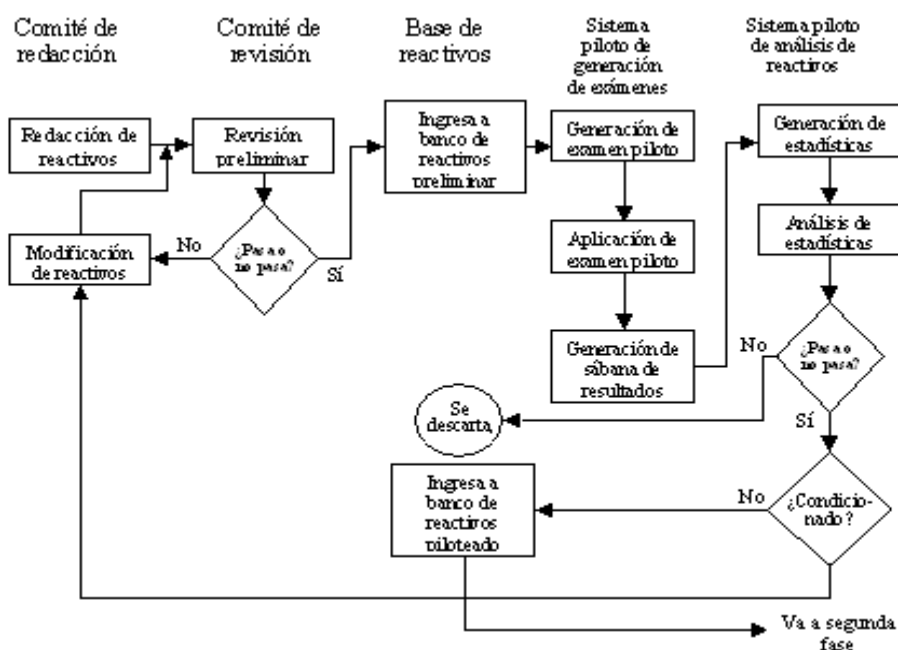 Comité de
redacción
Comité de
revisión
Base de
reactivos
Sistema
piloto de
generación
de exámenes
Sistema piloto
de análisis de
reactivos
Redacción de
reactivos
Revisión
preliminar
Ingresa a
banco de
reactivos
preliminar
Generación de
examen piloto
Generación de
estadísticas
Modificación
de reactivos
No
¿Pasa o
no pasa?
Sí
Aplicación de
examen piloto
Análisis de
estadísticas
Generación de
sábana de
resultados
No
¿Pasa o
no pasa?
Sí
Se
descarta
Ingresa a
banco de
reactivos
piloteado
No
¿Condicio-
nado?
Va a segunda
fase